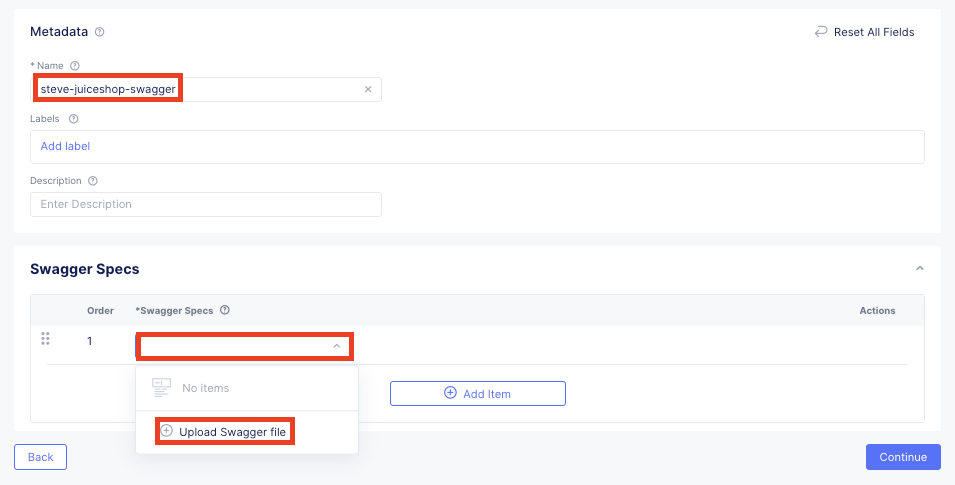 Metadata
Reset All Fields
* Name
steve-juiceshop-swagger
Labels
Add label
Description
Enter Description
Swagger Specs
Order *Swagger Specs Actions
1
No items
Add Item
Upload Swagger file
Back
Continue